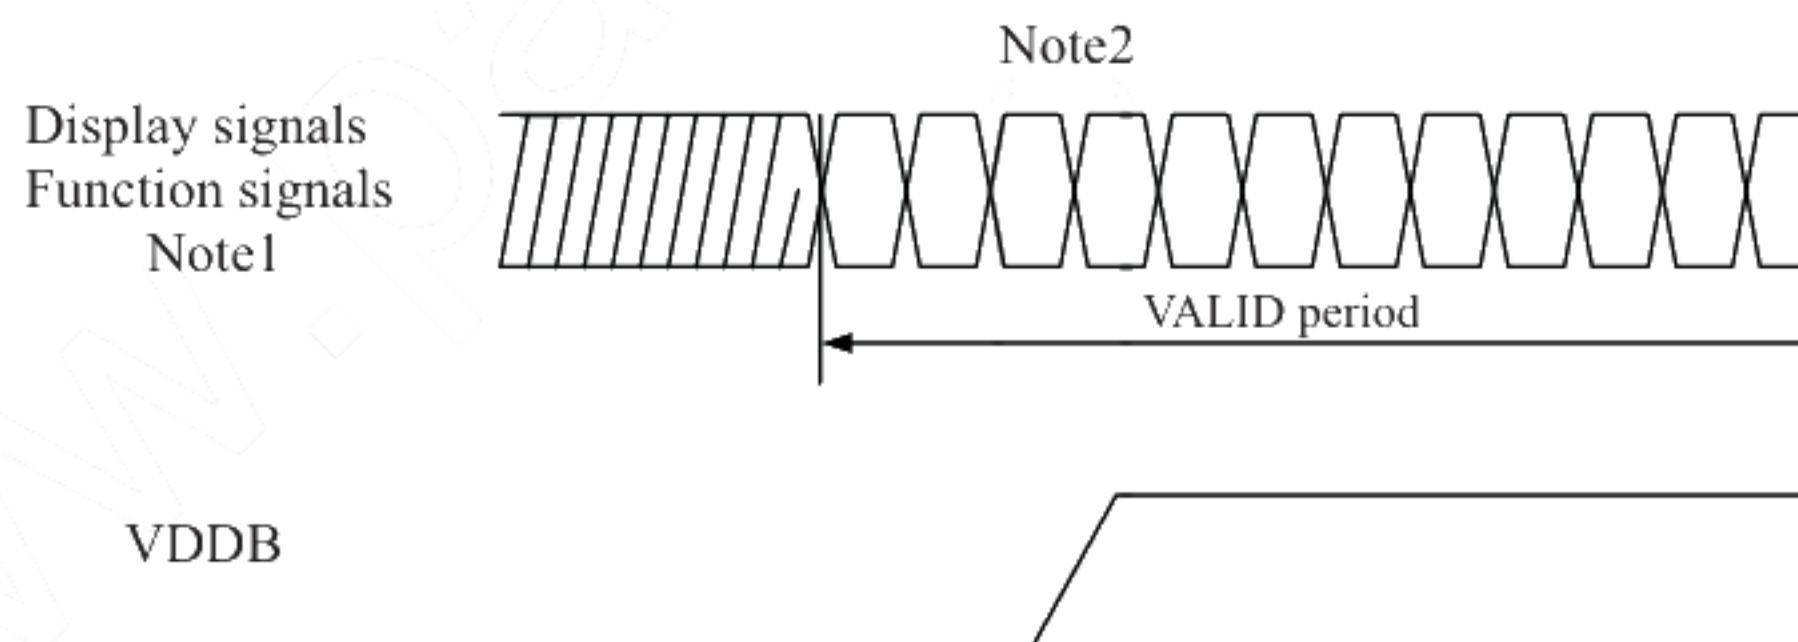 Note2
Display signals
Function signals
Note1
VALID period
VDDB